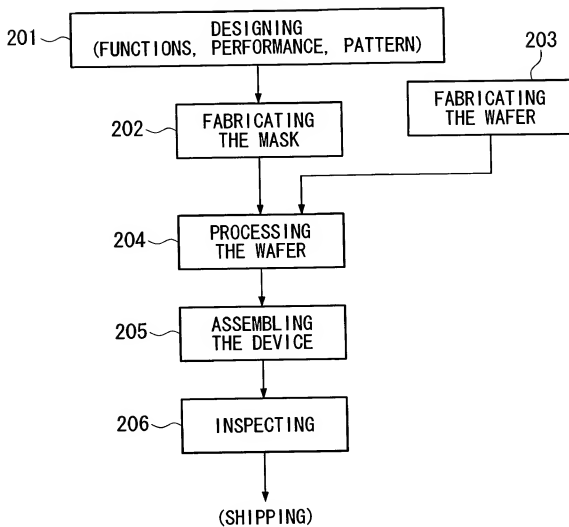 201
DESIGNING
(FUNCTIONS, PERFORMANCE, PATTERN)
203
FABRICATING
THE WAFER
202
FABRICATING
THE MASK
204
PROCESSING
THE WAFER
205
ASSEMBLING
THE DEVICE
206
INSPECTING
(SHIPPING)